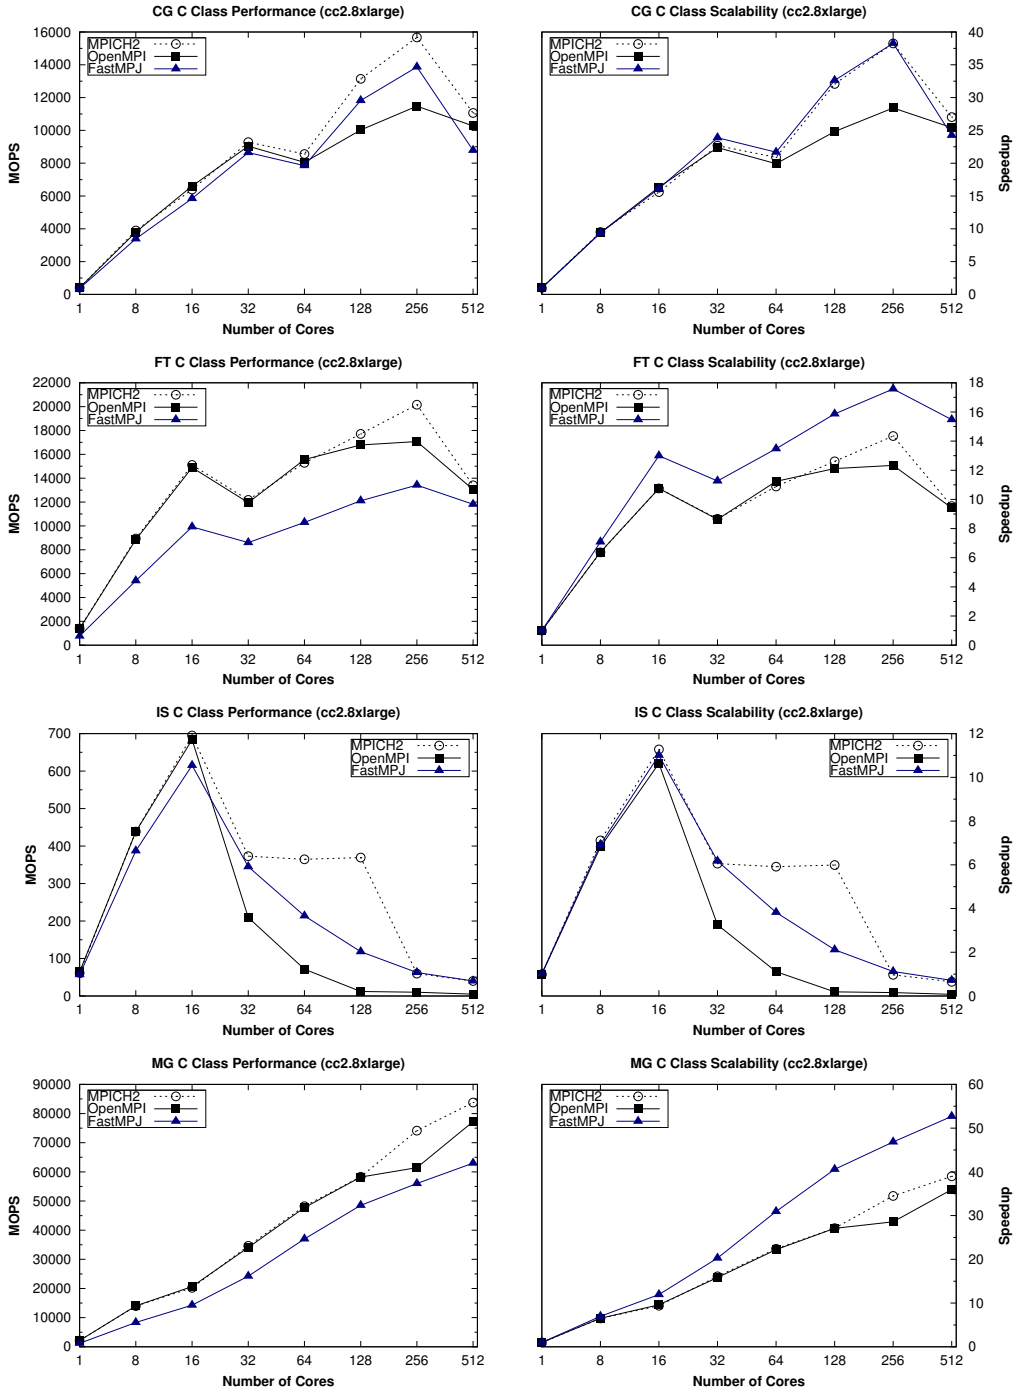 CG C Class Performance (cc2.8xlarge)
16000
14000
12000
10000
8000
6000
4000
2000
0
MOPS
MPICH2
OpenMPI
FastMPJ
1 8 16 32 64 128 256 512
Number of Cores
CG C Class Scalability (cc2.8xlarge)
MPICH2
OpenMPI
FastMPJ
40
35
30
25
20
15
10
5
0
Speedup
1 8 16 32 64 128 256 512
Number of Cores
FT C Class Performance (cc2.8xlarge)
22000
20000
18000
16000
14000
12000
10000
8000
6000
4000
2000
0
MOPS
MPICH2
OpenMPI
FastMPJ
1 8 16 32 64 128 256 512
Number of Cores
FT C Class Scalability (cc2.8xlarge)
MPICH2
OpenMPI
FastMPJ
18
16
14
12
10
8
6
4
2
0
Speedup
1 8 16 32 64 128 256 512
Number of Cores
IS C Class Performance (cc2.8xlarge)
700
600
500
400
300
200
100
0
MOPS
MPICH2
OpenMPI
FastMPJ
1 8 16 32 64 128 256 512
Number of Cores
IS C Class Scalability (cc2.8xlarge)
MPICH2
OpenMPI
FastMPJ
12
10
8
6
4
2
0
Speedup
1 8 16 32 64 128 256 512
Number of Cores
MG C Class Performance (cc2.8xlarge)
90000
80000
70000
60000
50000
40000
30000
20000
10000
0
MOPS
MPICH2
OpenMPI
FastMPJ
1 8 16 32 64 128 256 512
Number of Cores
MG C Class Scalability (cc2.8xlarge)
MPICH2
OpenMPI
FastMPJ
60
50
40
30
20
10
0
Speedup
1 8 16 32 64 128 256 512
Number of Cores